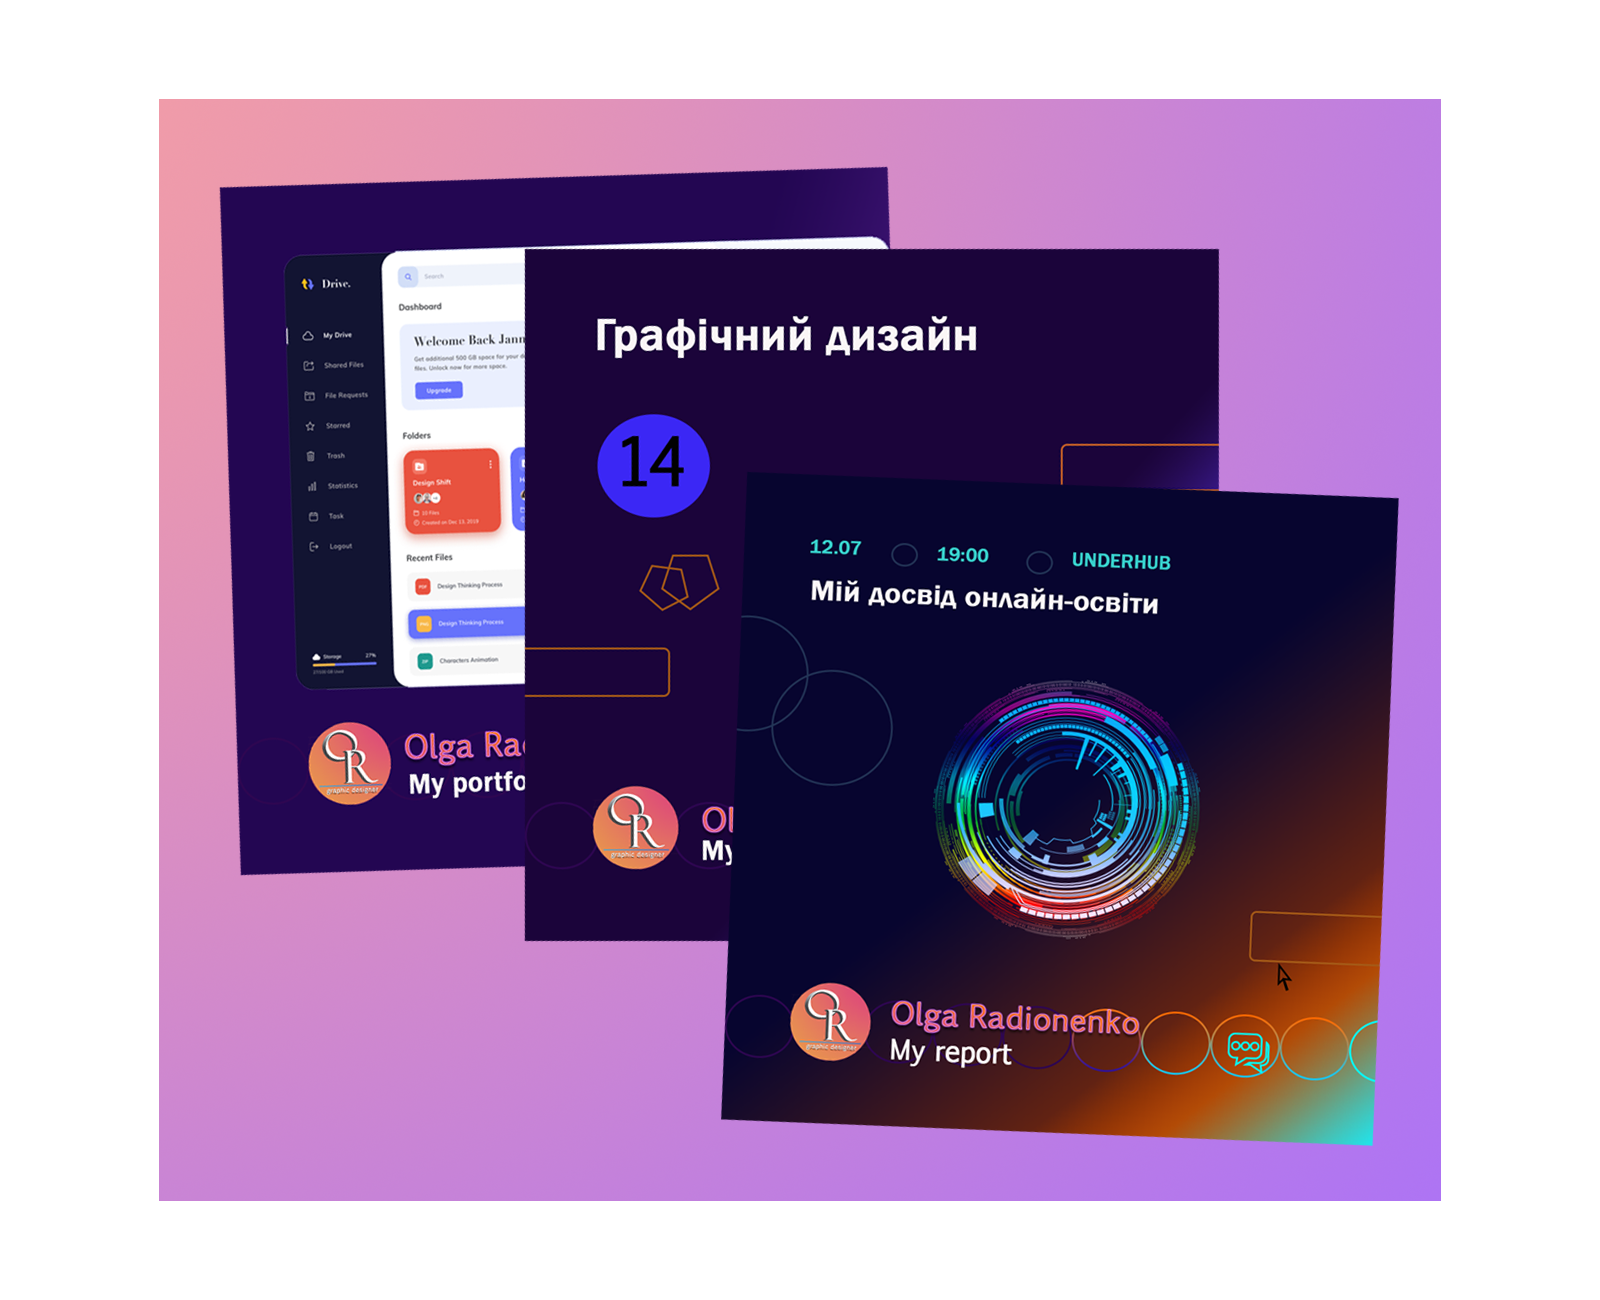 Drive.
My Drive
Shared Files
File Requests
Starred
Trash
Statistics
Task
Logout
Storage 27%
Search
Dashboard
Welcome Back Jann
Get additional 500 GB space for your
files. Unlock now for more space.
Upgrade
Folders
Design Shift
10 Files
Created on Dec 13, 2019
Recent Files
PDF Design Thinking Process
Design Thinking Process
Characters Animation
OR
graphic designer
Olga Rad
My portfo
Графічний дизайн
14
OR
graphic designer
Ol
My
12.07 19:00 UNDERHUB
Мій досвід онлайн-освіти
OR
graphic designer
Olga Radionenko
My report